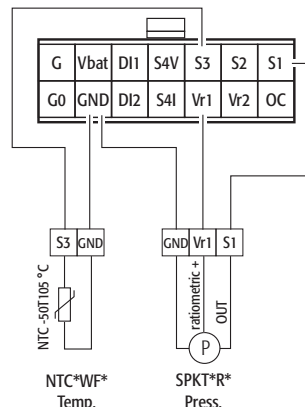 G Vbat DI1 S4V S3 S2 S1
G0 GND DI2 S4I Vr1 Vr2 OC
S3 GND
GND Vr1 S1
NTC -50T105 °C
ratiometric +
OUT
P
NTC*WF*
Temp.
SPKT*R*
Press.